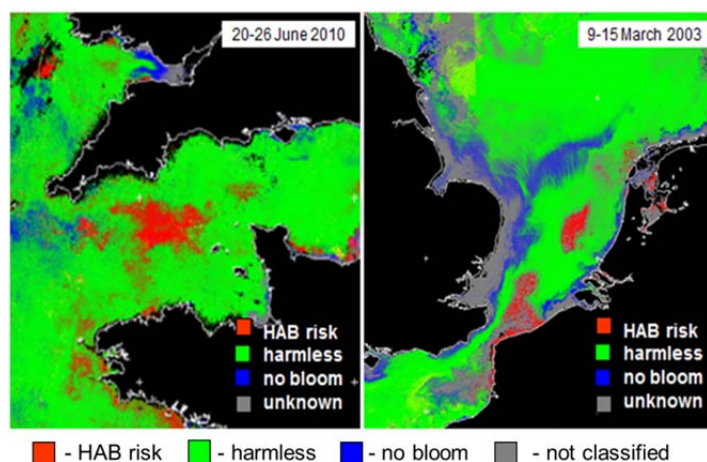 20-26 June 2010
HAB risk
harmless
no bloom
unknown
9-15 March 2003
HAB risk
harmless
no bloom
unknown
- HAB risk - harmless - no bloom - not classified